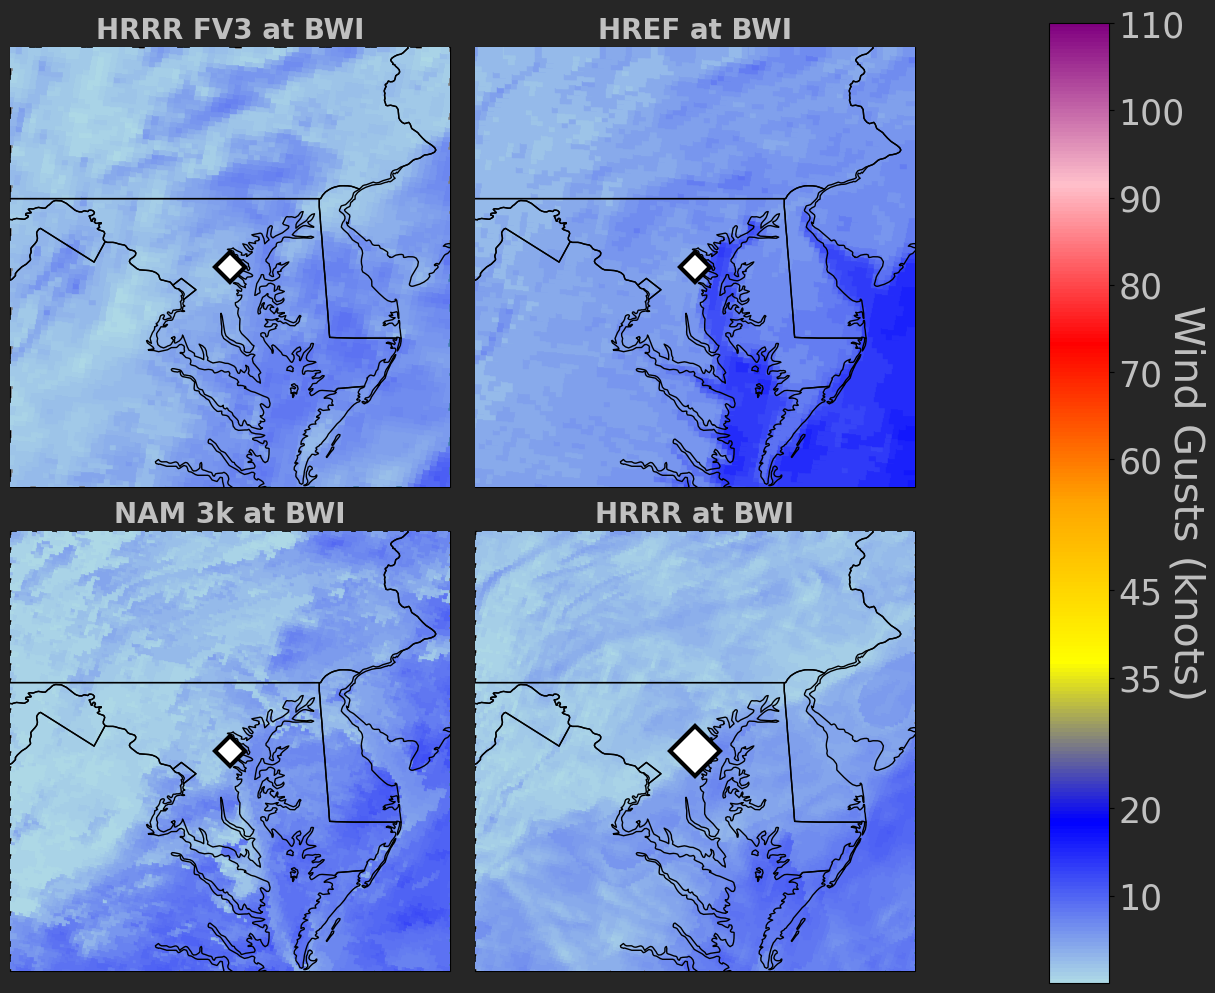 HRRR FV3 at BWI
HREF at BWI
NAM 3k at BWI
HRRR at BWI
110
100
90
80
70
60
45
35
20
10
Wind Gusts (knots)